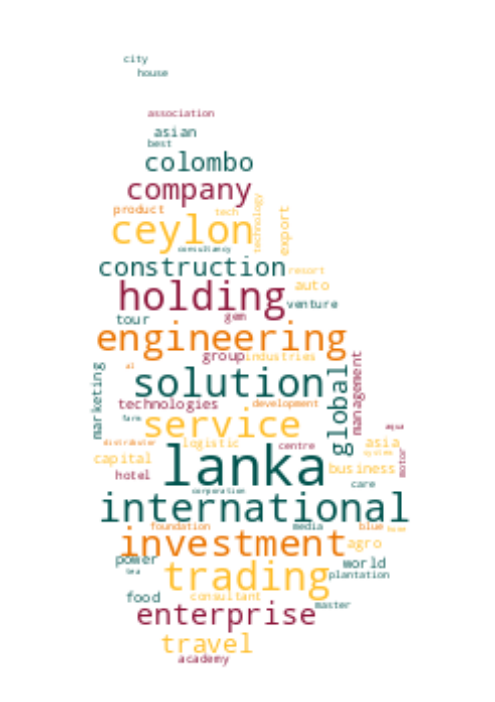 city
house
association
asian
best
colombo
company
product tech
technology
export
ceylon
consultancy
construction resort
auto
holding venture
tour gem
engineering
group industries
management
al
solution
global
marketing
technologies development
farm
service
distributor logistic centre asia
aqua
system
motor
capital
lanka business
hotel
care
corporation
international
foundation media blue
investment agro
power world
tea
trading plantation
food consultant
master
enterprise
travel
academy